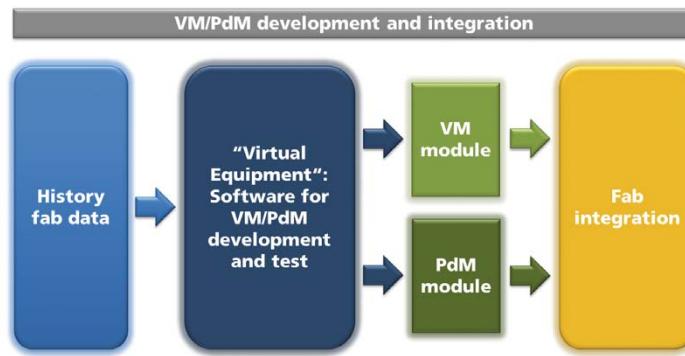 VM/PdM development and integration
History
fab data
“Virtual
Equipment“:
Software for
VM/PdM
development
and test
VM
module
PdM
module
Fab
integration